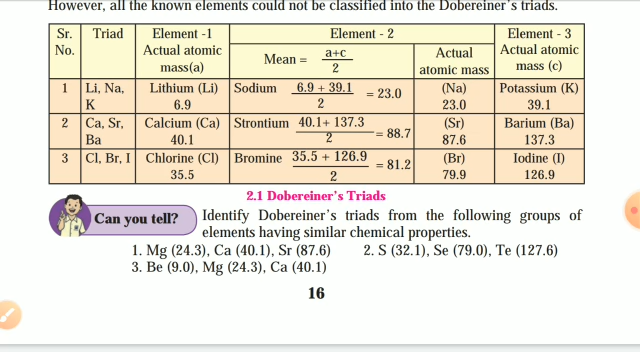 However, all the known elements could not be classified into the Dobereiner's triads.
Sr. No. Triad Element -1 Actual atomic mass(a) Element - 2 Mean = a+c / 2 Actual atomic mass Element - 3 Actual atomic mass (c)
1 Li, Na, K Lithium (Li) 6.9 Sodium 6.9 + 39.1 / 2 = 23.0 (Na) 23.0 Potassium (K) 39.1
2 Ca, Sr, Ba Calcium (Ca) 40.1 Strontium 40.1+ 137.3 / 2 = 88.7 (Sr) 87.6 Barium (Ba) 137.3
3 Cl, Br, I Chlorine (Cl) 35.5 Bromine 35.5 + 126.9 / 2 = 81.2 (Br) 79.9 Iodine (I) 126.9
2.1 Dobereiner's Triads
Can you tell?
Identify Dobereiner's triads from the following groups of
elements having similar chemical properties.
1. Mg (24.3), Ca (40.1), Sr (87.6) 2. S (32.1), Se (79.0), Te (127.6)
3. Be (9.0), Mg (24.3), Ca (40.1)
16